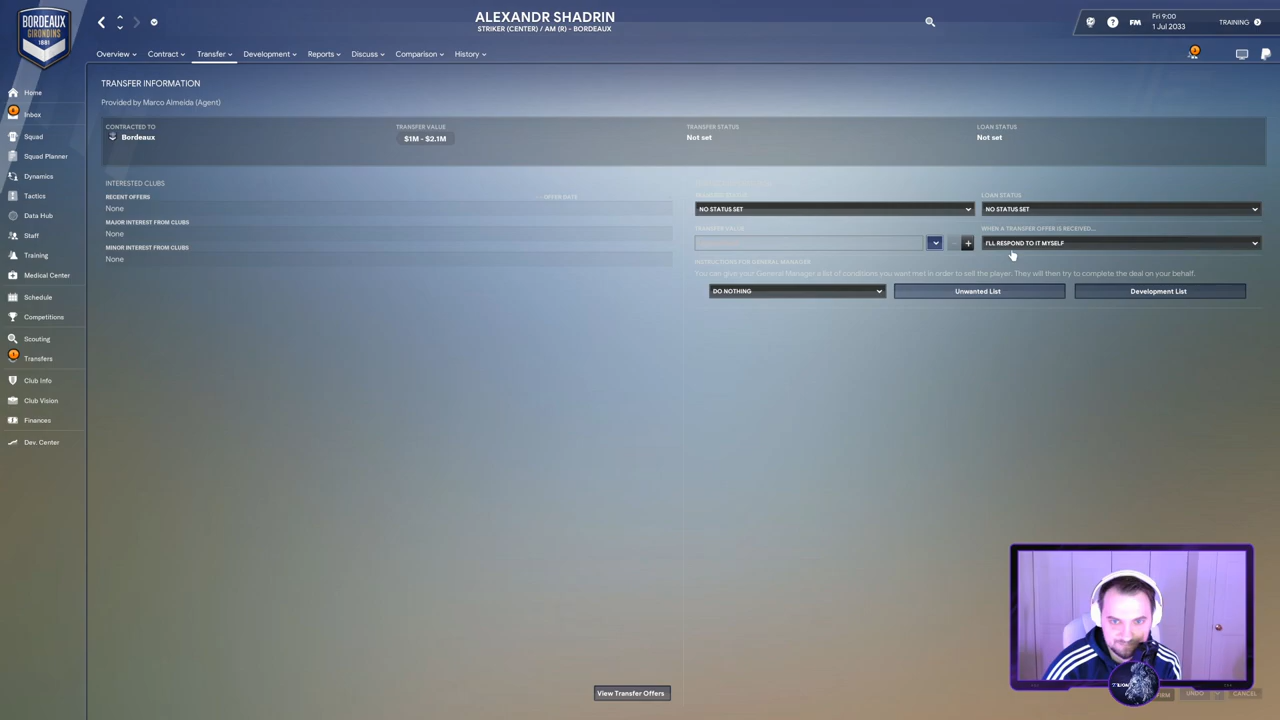 BORDEAUX
GIRONDINS
1881
ALEXANDR SHADRIN
STRIKER (CENTER) / AM (R) - BORDEAUX
FM
Fri 9:00
1 Jul 2033
TRAINING
Overview
Contract
Transfer
Development
Reports
Discuss
Comparison
History
Home
Inbox
Squad
Squad Planner
Dynamics
Tactics
Data Hub
Staff
Training
Medical Center
Schedule
Competitions
Scouting
Transfers
Club Info
Club Vision
Finances
Dev. Center
TRANSFER INFORMATION
Provided by Marco Almeida (Agent)
CONTRACTED TO
Bordeaux
TRANSFER VALUE
$1M - $2.1M
TRANSFER STATUS
Not set
LOAN STATUS
Not set
INTERESTED CLUBS
RECENT OFFERS
OFFER DATE
None
MAJOR INTEREST FROM CLUBS
None
MINOR INTEREST FROM CLUBS
None
LOAN STATUS
NO STATUS SET
NO STATUS SET
TRANSFER VALUE
WHEN A TRANSFER OFFER IS RECEIVED...
I'LL RESPOND TO IT MYSELF
INSTRUCTIONS FOR GENERAL MANAGER
You can give your General Manager a list of conditions you want met in order to sell the player. They will then try to complete the deal on your behalf.
DO NOTHING
Unwanted List
Development List
View Transfer Offers
UNDO
CANCEL